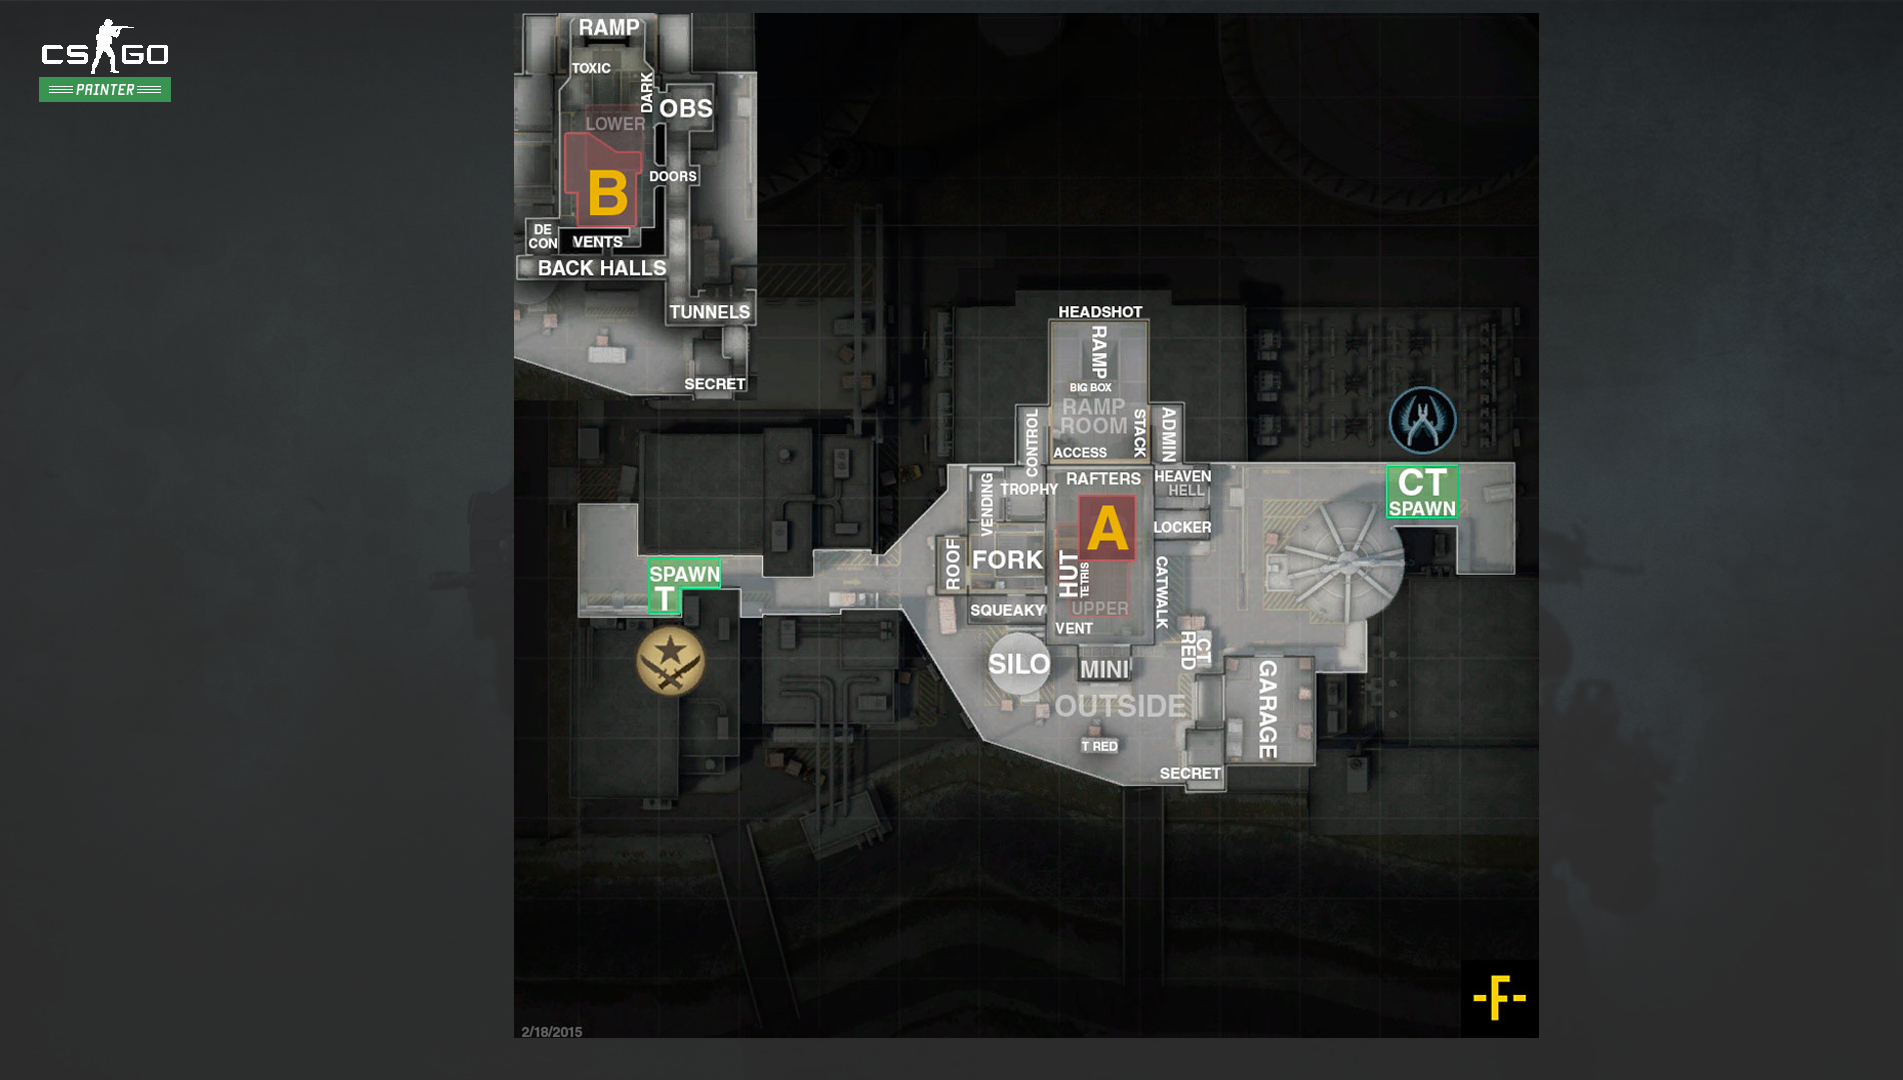 CS GO
PRINTER
RAMP
TOXIC
DARK
OBS
LOWER
DOORS
B
DE
CON
VENTS
BACK HALLS
TUNNELS
SECRET
HEADSHOT
RAMP
BIG BOX
RAMP
ROOM
CONTROL
STACK
ADMIN
ACCESS
RAFTERS
HEAVEN
HELL
TROPHY
VENDING
A
LOCKER
CT
SPAWN
ROOF
FORK
HUT
TETRIS
CATWALK
SPAWN
T
SQUEAKY
UPPER
VENT
SILO
MINI
CT
RED
OUTSIDE
GARAGE
T RED
SECRET
-F-
2/18/2015